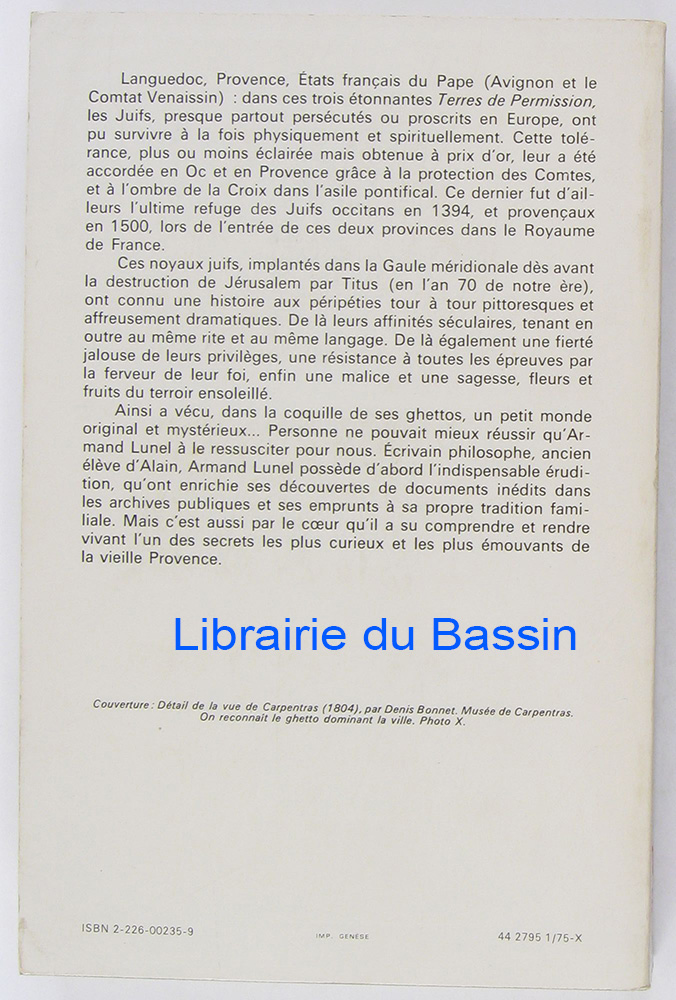 Languedoc, Provence, États français du Pape (Avignon et le
Comtat Venaissin) : dans ces trois étonnantes Terres de Permission,
les Juifs, presque partout persécutés ou proscrits en Europe, ont
pu survivre à la fois physiquement et spirituellement. Cette tolé-
rance, plus ou moins éclairée mais obtenue à prix d'or, leur a été
accordée en Oc et en Provence grâce à la protection des Comtes,
et à l'ombre de la Croix dans l'asile pontifical. Ce dernier fut d'ail-
leurs l'ultime refuge des Juifs occitans en 1394, et provençaux
en 1500, lors de l'entrée de ces deux provinces dans le Royaume
de France.
Ces noyaux juifs, implantés dans la Gaule méridionale dès avant
la destruction de Jérusalem par Titus (en l'an 70 de notre ère),
ont connu une histoire aux péripéties tour à tour pittoresques et
affreusement dramatiques. De là leurs affinités séculaires, tenant en
outre au même rite et au même langage. De là également une fierté
jalouse de leurs privilèges, une résistance à toutes les épreuves par
la ferveur de leur foi, enfin une malice et une sagesse, fleurs et
fruits du terroir ensoleillé.
Ainsi a vécu, dans la coquille de ses ghettos, un petit monde
original et mystérieux... Personne ne pouvait mieux réussir qu'Ar-
mand Lunel à le ressusciter pour nous. Écrivain philosophe, ancien
élève d'Alain, Armand Lunel possède d'abord l'indispensable érudi-
tion, qu'ont enrichie ses découvertes de documents inédits dans
les archives publiques et ses emprunts à sa propre tradition fami-
liale. Mais c'est aussi par le cœur qu'il a su comprendre et rendre
vivant l'un des secrets les plus curieux et les plus émouvants de
la vieille Provence.
Librairie du Bassin
Couverture : Détail de la vue de Carpentras (1804), par Denis Bonnet. Musée de Carpentras.
On reconnait le ghetto dominant la ville. Photo X.
ISBN 2-226-00235-9
IMP. GENÈSE
44 2795 1/75-X